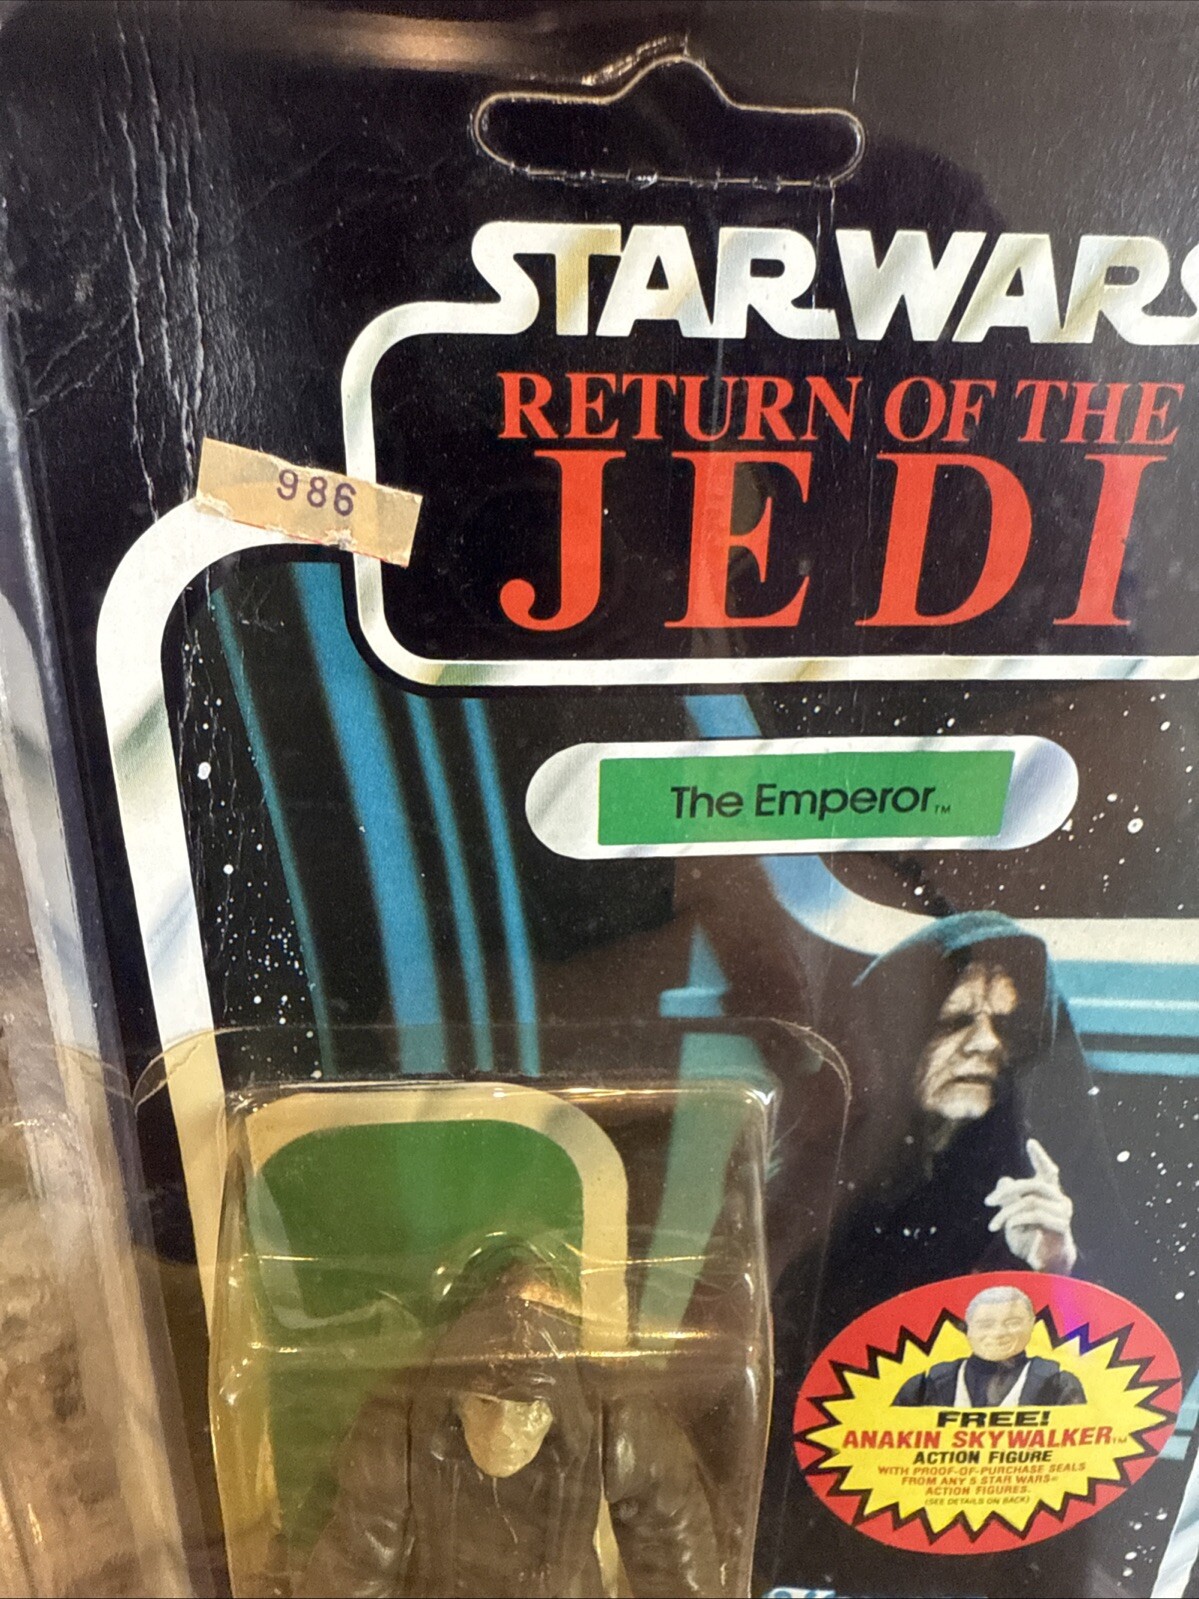 STAR WARS
RETURN OF THE
JEDI
986
The Emperor™
FREE!
ANAKIN SKYWALKER™
ACTION FIGURE
WITH PROOF-OF-PURCHASE SEALS
FROM ANY 5 STAR WARS®
ACTION FIGURES.
(SEE DETAILS ON BACK)